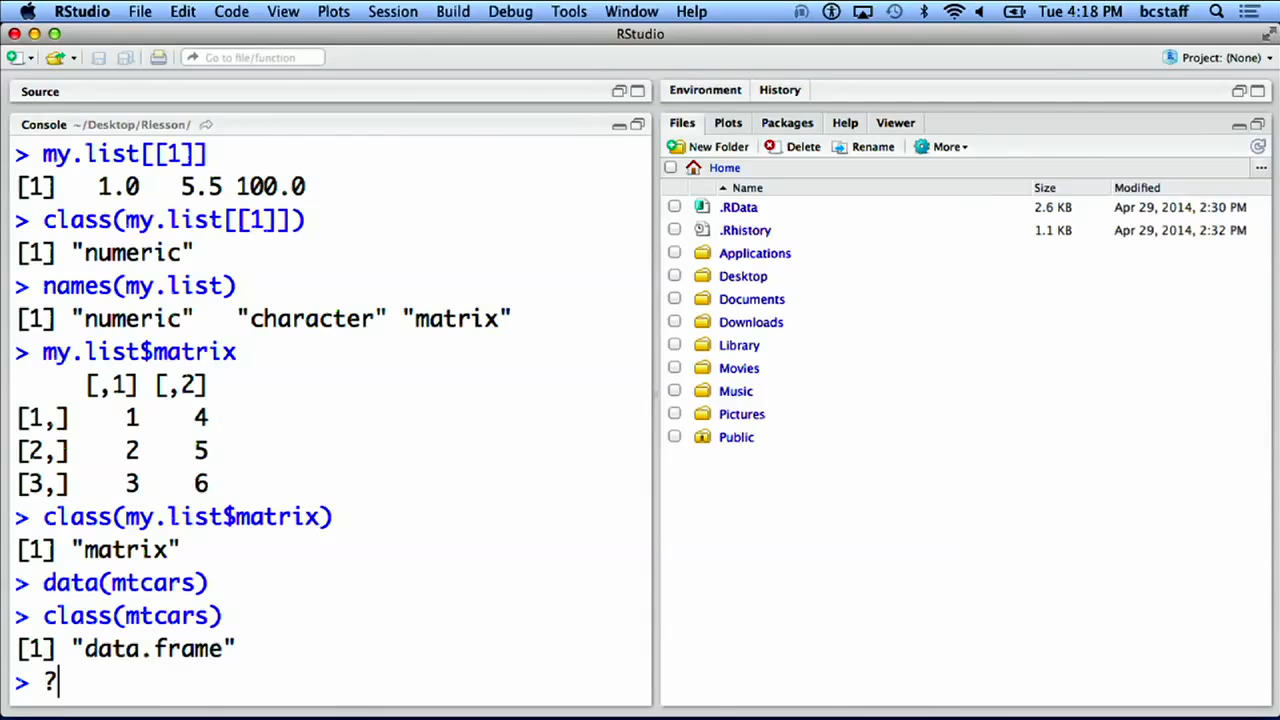 RStudio File Edit Code View Plots Session Build Debug Tools Window Help Tue 4:18 PM bcstaff
RStudio
Go to file/function Project: (None)
Source
Console ~/Desktop/Rlesson/
> my.list[[1]]
[1] 1.0 5.5 100.0
> class(my.list[[1]])
[1] "numeric"
> names(my.list)
[1] "numeric" "character" "matrix"
> my.list$matrix
[,1] [,2]
[1,] 1 4
[2,] 2 5
[3,] 3 6
> class(my.list$matrix)
[1] "matrix"
> data(mtcars)
> class(mtcars)
[1] "data.frame"
> ?
Environment History
Files Plots Packages Help Viewer
New Folder Delete Rename More
Home ...
Name Size Modified
.RData 2.6 KB Apr 29, 2014, 2:30 PM
.Rhistory 1.1 KB Apr 29, 2014, 2:32 PM
Applications
Desktop
Documents
Downloads
Library
Movies
Music
Pictures
Public